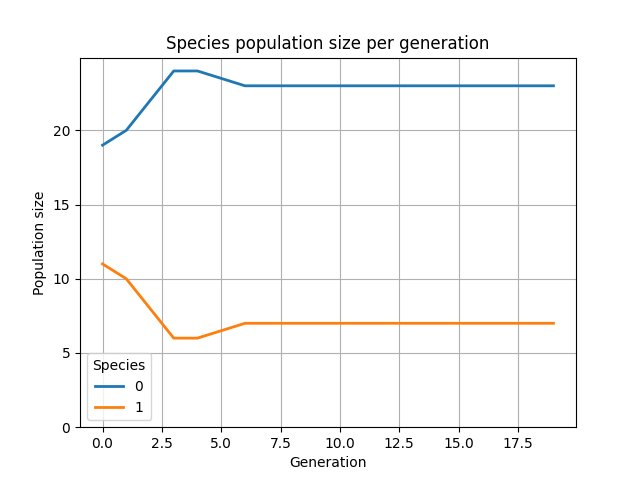 Species population size per generation
Population size
20
15
10
5
0
Species
0
1
0.0 2.5 5.0 7.5 10.0 12.5 15.0 17.5
Generation